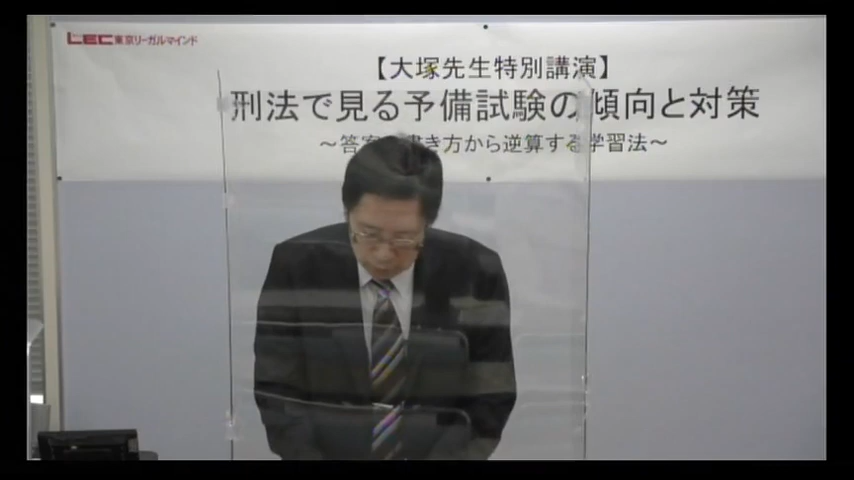 LEC東京リーガルマインド
【大塚先生特別講演】
刑法で見る予備試験の傾向と対策
～答案 書き方から逆算する学習法～